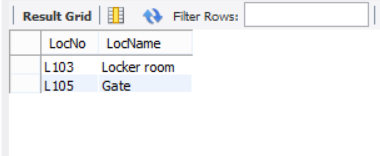 Result Grid Filter Rows:
LocNo LocName
L103 Locker room
L105 Gate